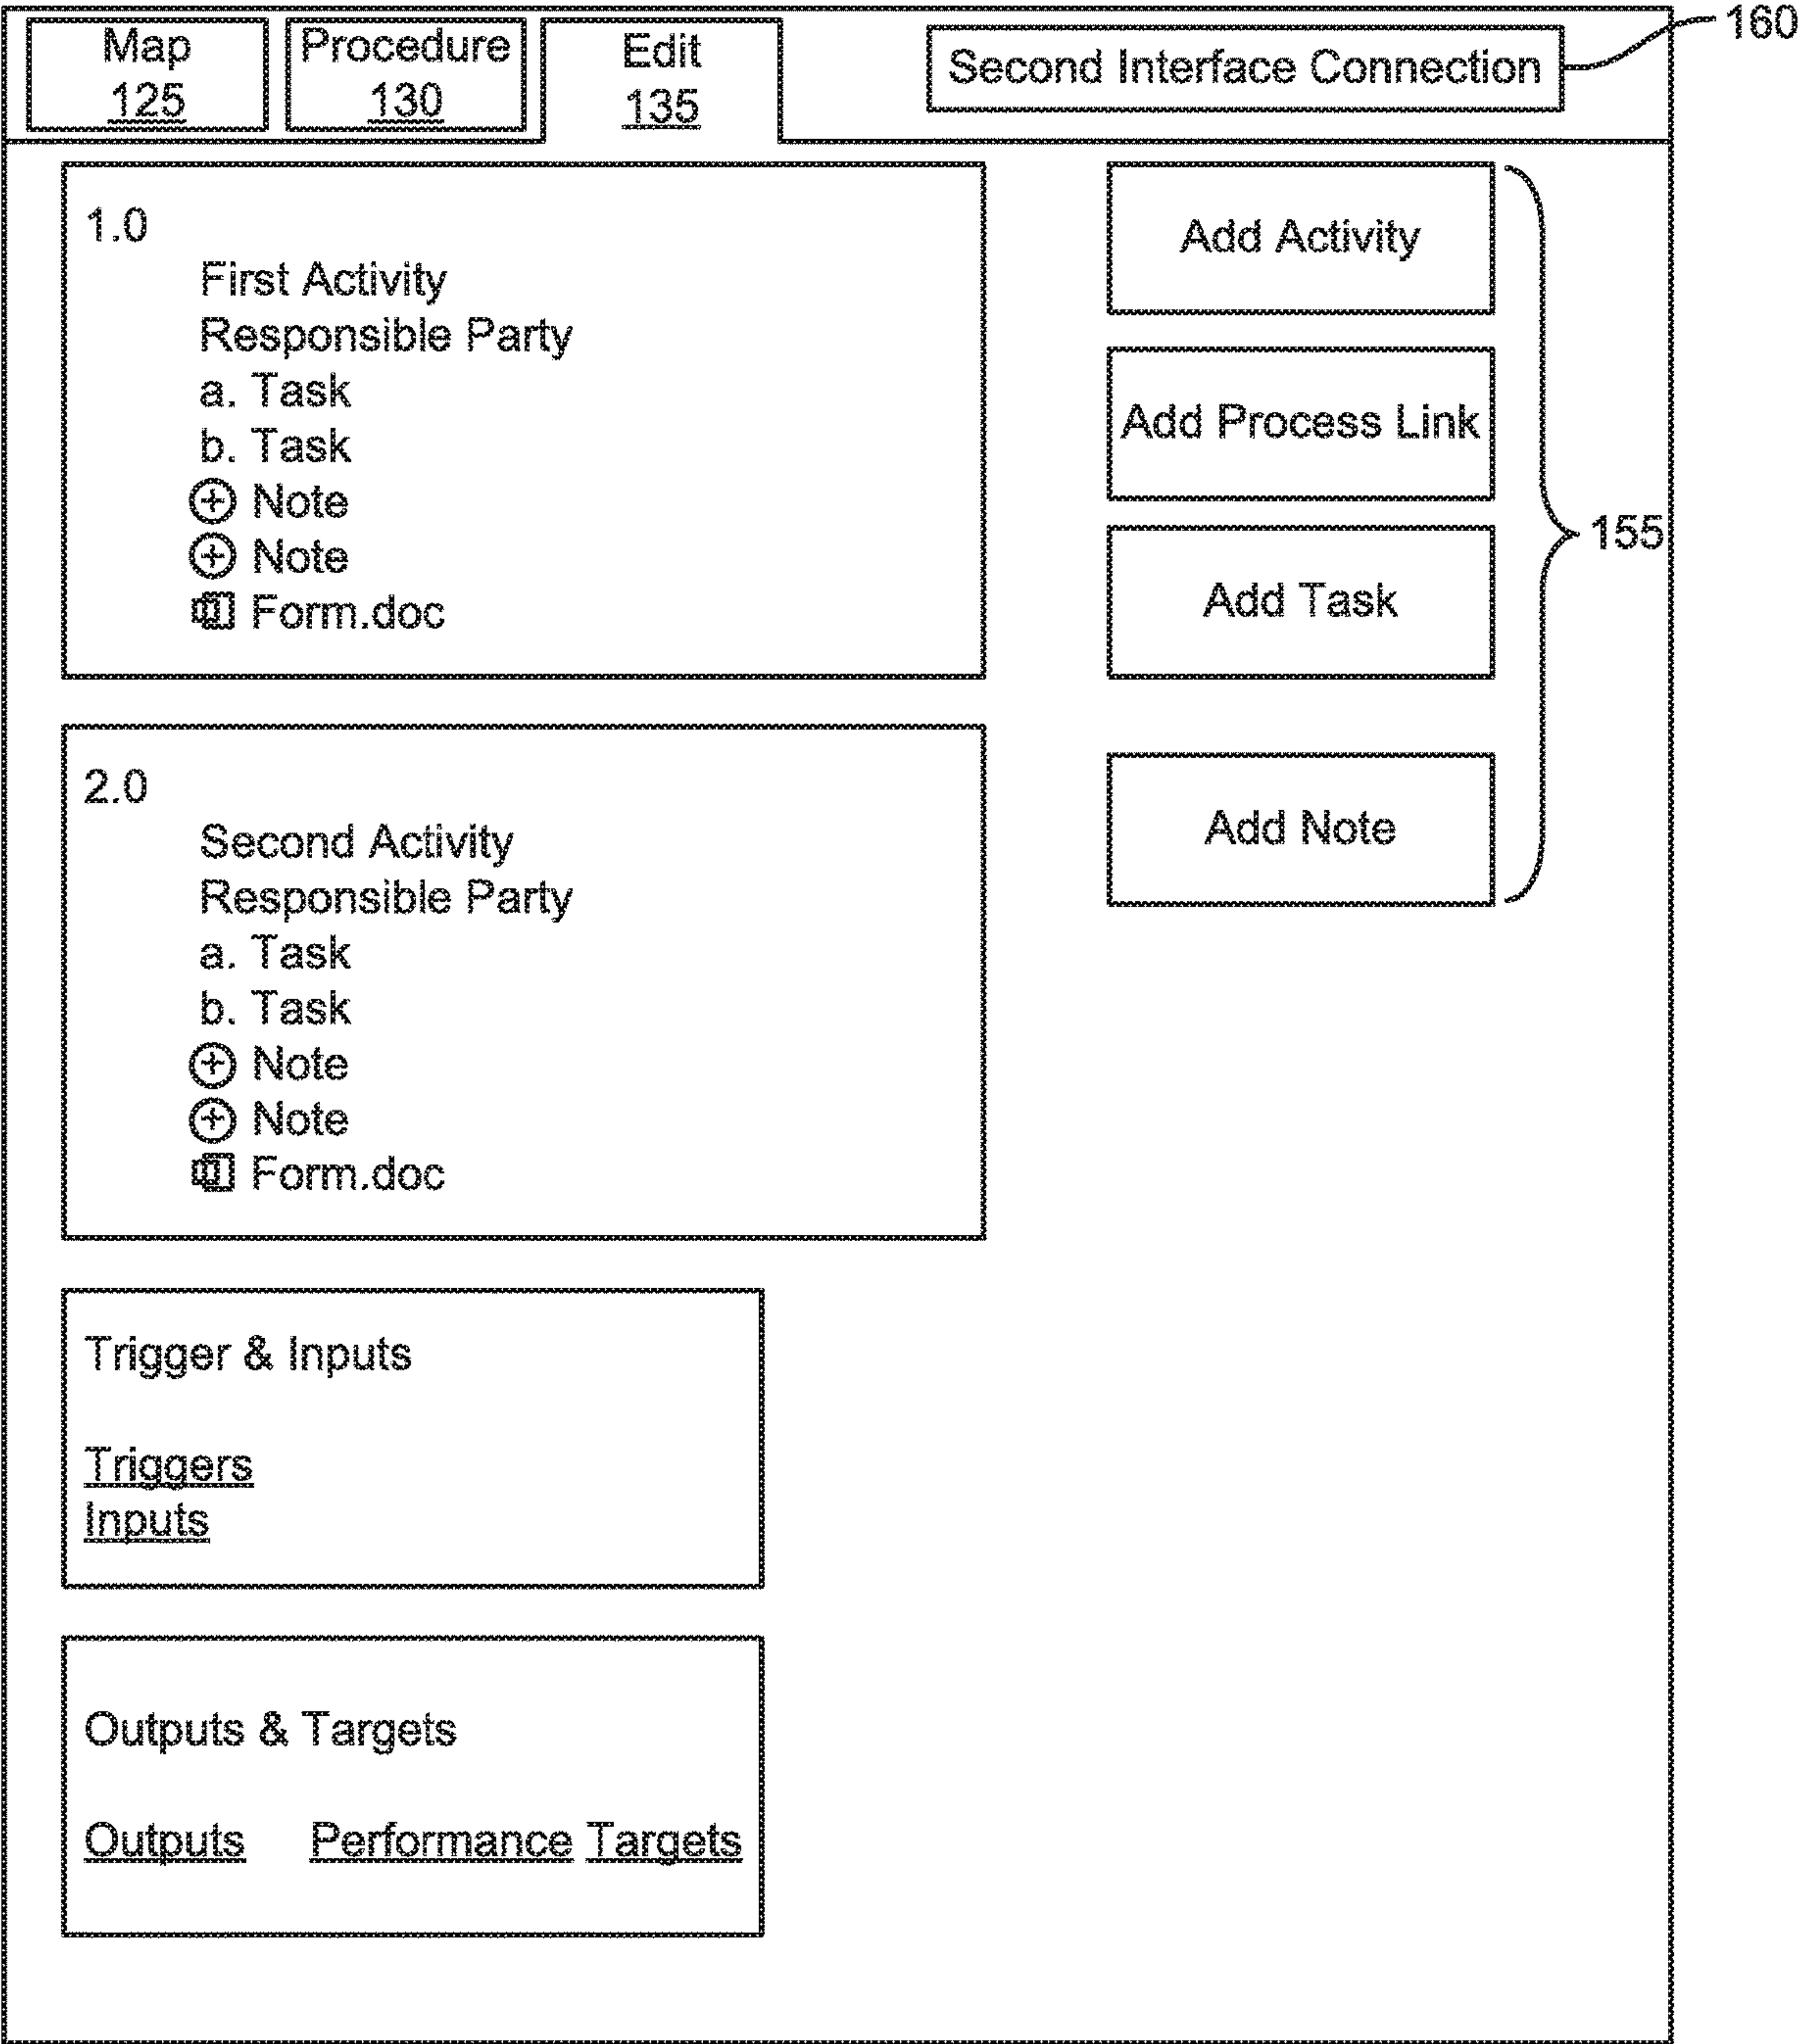 Map
125
Procedure
130
Edit
135
Second Interface Connection
160
1.0
First Activity
Responsible Party
a. Task
b. Task
Note
Note
Form.doc
Add Activity
Add Process Link
Add Task
Add Note
155
2.0
Second Activity
Responsible Party
a. Task
b. Task
Note
Note
Form.doc
Trigger & Inputs
Triggers
Inputs
Outputs & Targets
Outputs Performance Targets